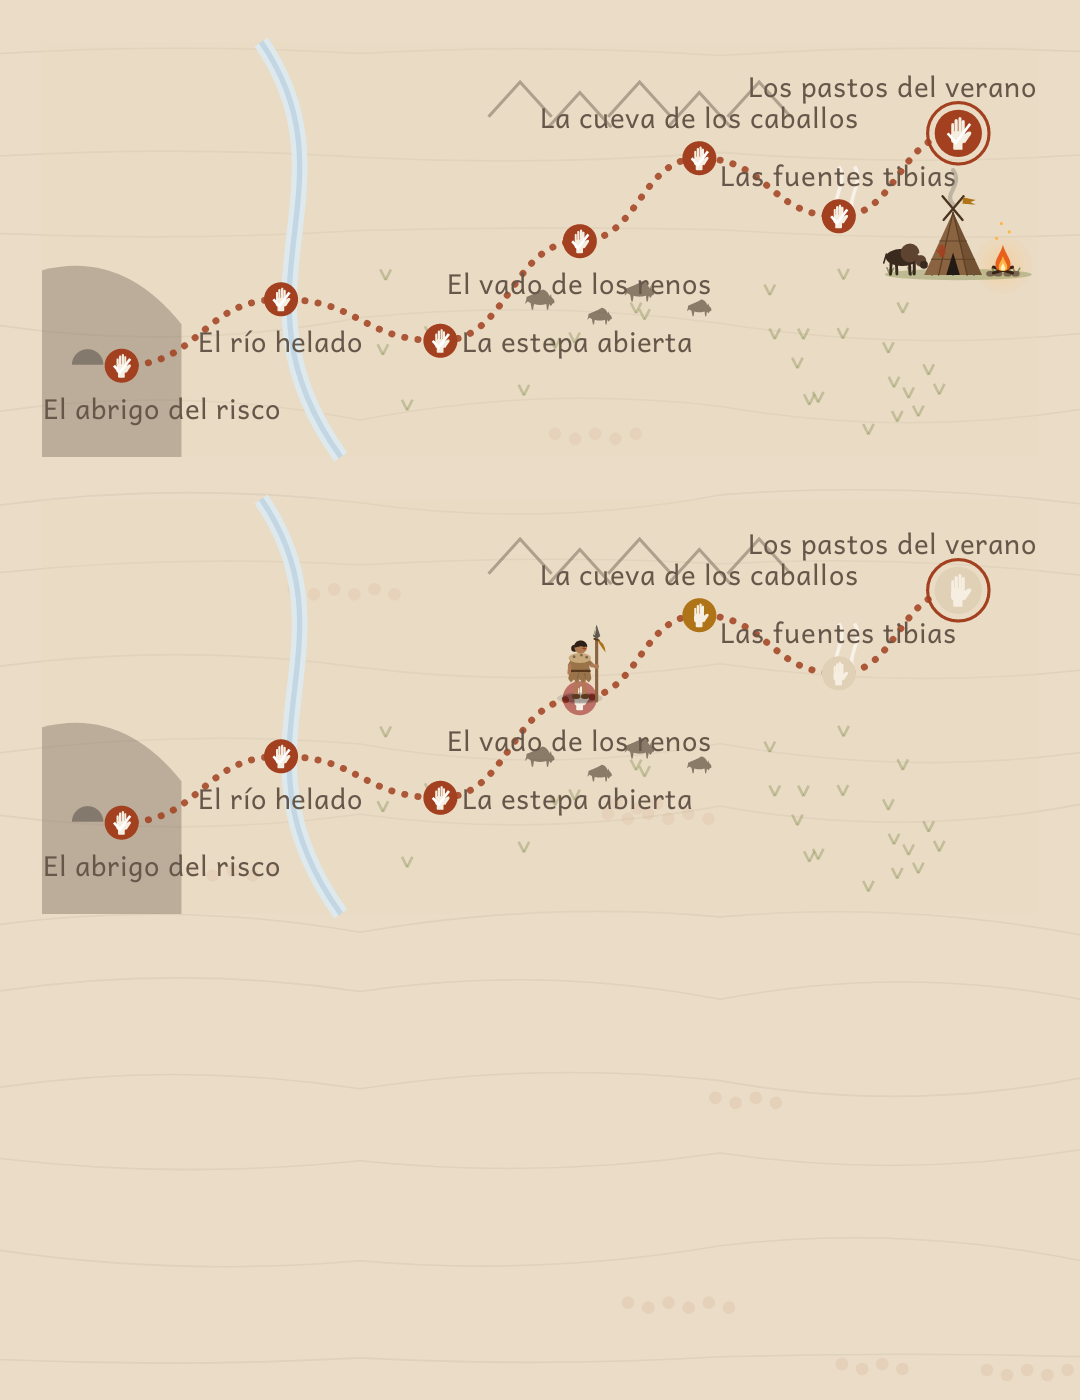 Los pastos del verano
La cueva de los caballos
Las fuentes tibias
El vado de los renos
El río helado
La estepa abierta
El abrigo del risco
Los pastos del verano
La cueva de los caballos
Las fuentes tibias
El vado de los renos
El río helado
La estepa abierta
El abrigo del risco